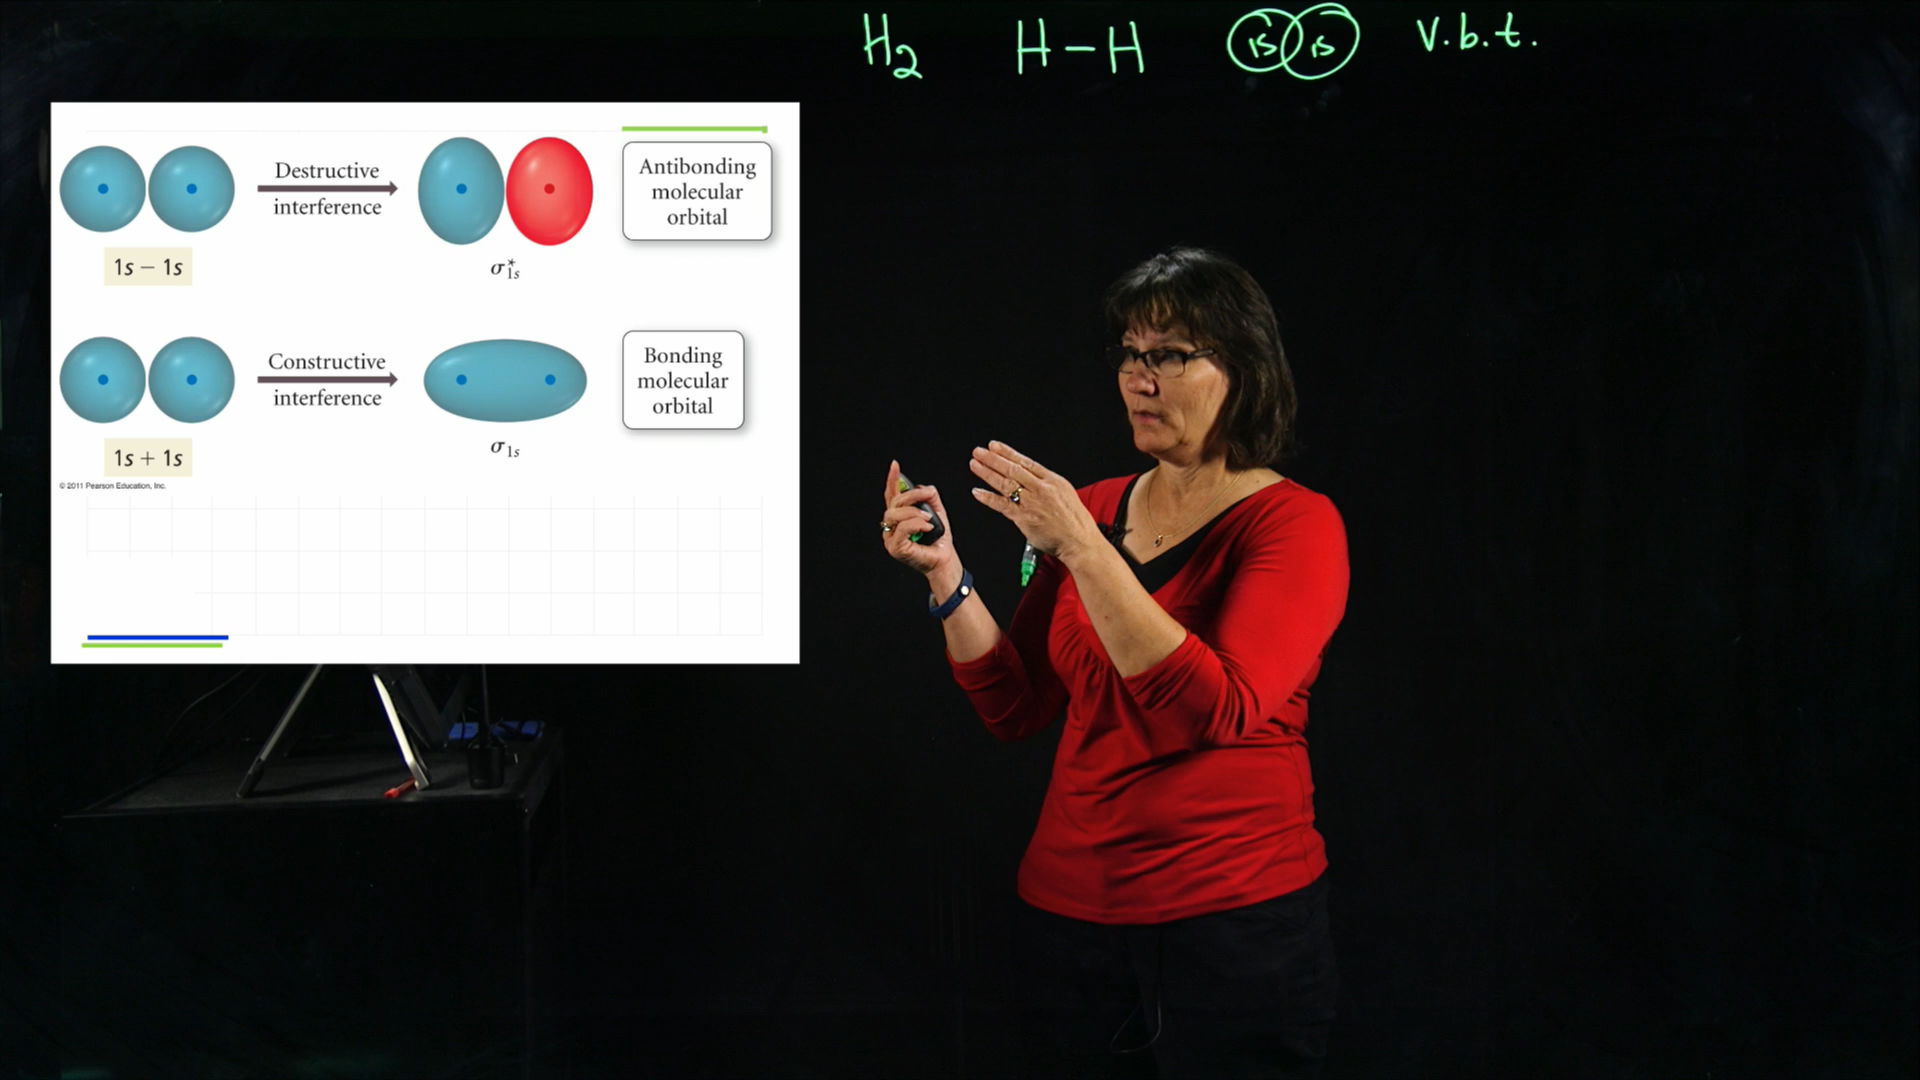 H₂ H–H 1s 1s v.b.t.
Destructive
interference
Antibonding
molecular
orbital
1s − 1s
σ*1s
Constructive
interference
Bonding
molecular
orbital
1s + 1s
σ1s
© 2011 Pearson Education, Inc.